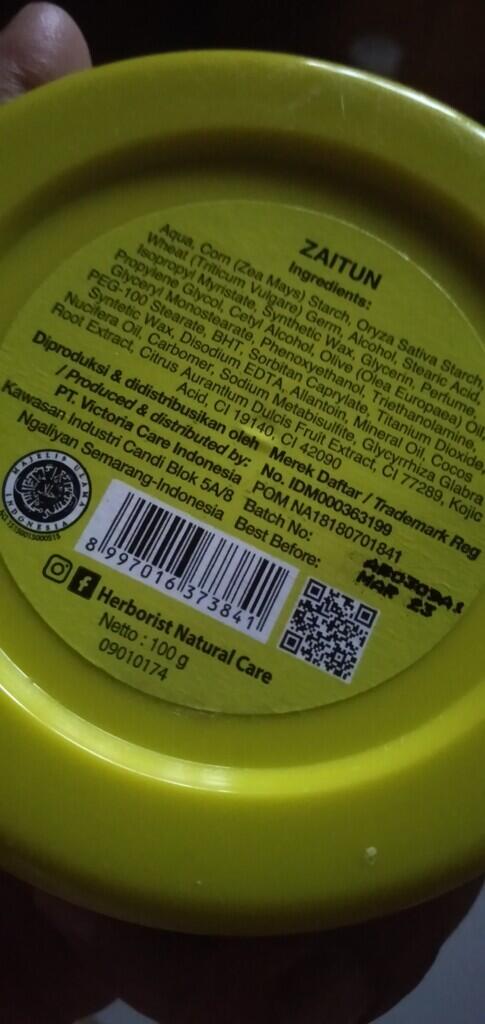 ZAITUN
Ingredients:
Aqua, Corn (Zea Mays) Starch, Oryza Sativa Starch,
Wheat (Triticum Vulgare) Germ, Alcohol, Stearic Acid,
Isopropyl Myristate, Synthetic Wax, Glycerin, Perfume,
Propylene Glycol, Cetyl Alcohol, Olive (Olea Europaea) Oil,
Glyceryl Monostearate, Phenoxyethanol, Triethanolamine,
PEG-100 Stearate, BHT, Sorbitan Caprylate, Titanium Dioxide,
Syntetic Wax, Disodium EDTA, Allantoin, Mineral Oil, Cocos
Nucifera Oil, Carbomer, Sodium Metabisulfite, Glycyrrhiza Glabra
Root Extract, Citrus Aurantium Dulcis Fruit Extract, CI 77289, Kojic
Acid, CI 19140, CI 42090
Diproduksi & didistribusikan oleh
/ Produced & distributed by:
PT. Victoria Care Indonesia
Kawasan Industri Candi Blok 5A/8
Ngaliyan Semarang-Indonesia
Merek Daftar / Trademark Reg
No. IDM000363199
POM NA18180701841
Batch No:
Best Before:
MAR 23
MAJELIS ULAMA
INDONESIA
8 997016 373841
Herborist Natural Care
Netto : 100 g
09010174